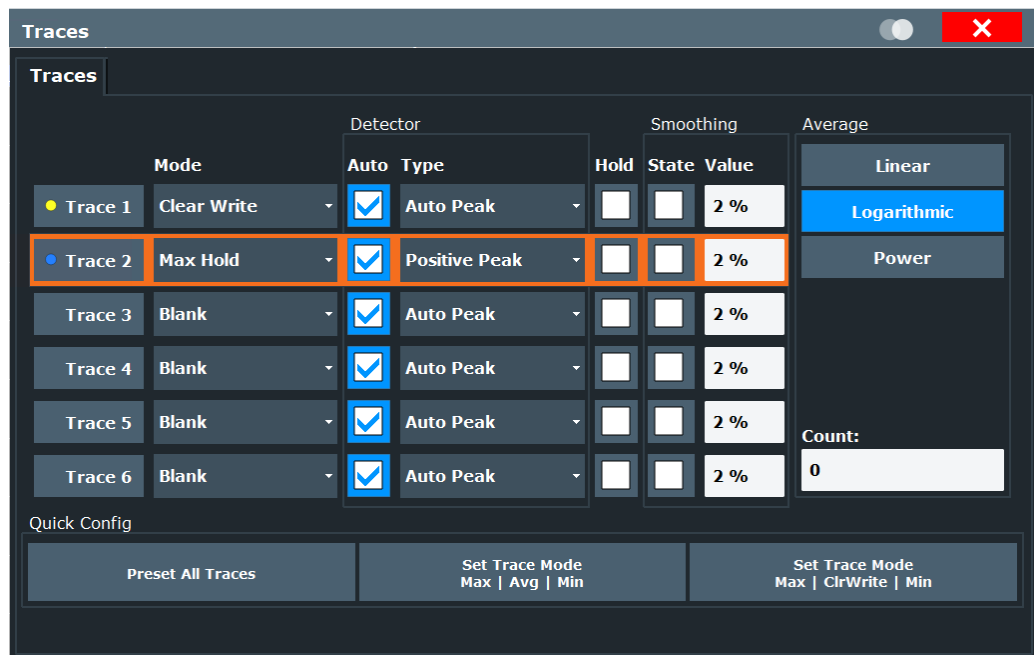 Traces
Traces
Detector Smoothing Average
Mode Auto Type Hold State Value Linear
Trace 1 Clear Write Auto Peak 2 % Logarithmic
Trace 2 Max Hold Positive Peak 2 % Power
Trace 3 Blank Auto Peak 2 %
Trace 4 Blank Auto Peak 2 %
Trace 5 Blank Auto Peak 2 %
Count:
Trace 6 Blank Auto Peak 2 % 0
Quick Config
Preset All Traces
Set Trace Mode
Max | Avg | Min
Set Trace Mode
Max | ClrWrite | Min